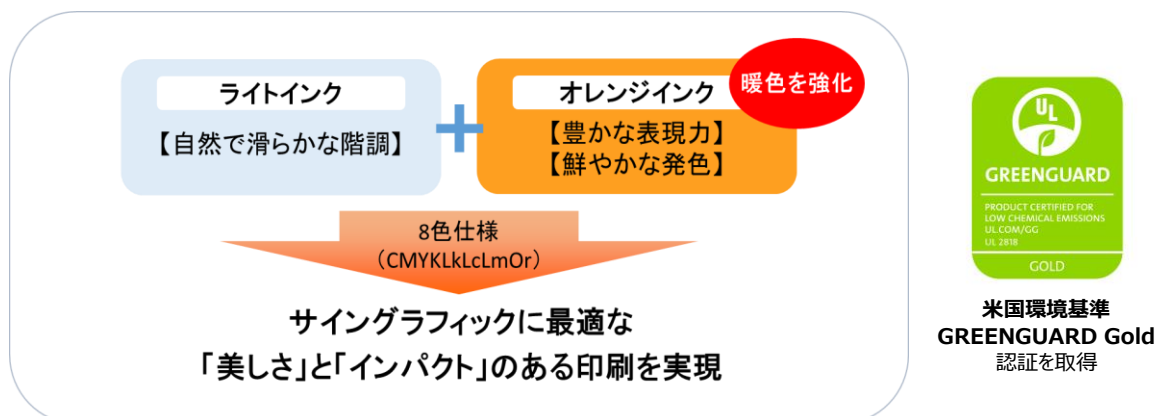 ライトインク
【自然で滑らかな階調】
+
オレンジインク
【豊かな表現力】
【鮮やかな発色】
暖色を強化
8色仕様
（CMYKLkLcLmOr）
サイングラフィックに最適な
「美しさ」と「インパクト」のある印刷を実現
UL
GREENGUARD
PRODUCT CERTIFIED FOR
LOW CHEMICAL EMISSIONS
UL.COM/GG
UL 2818
GOLD
米国環境基準
GREENGUARD Gold
認証を取得